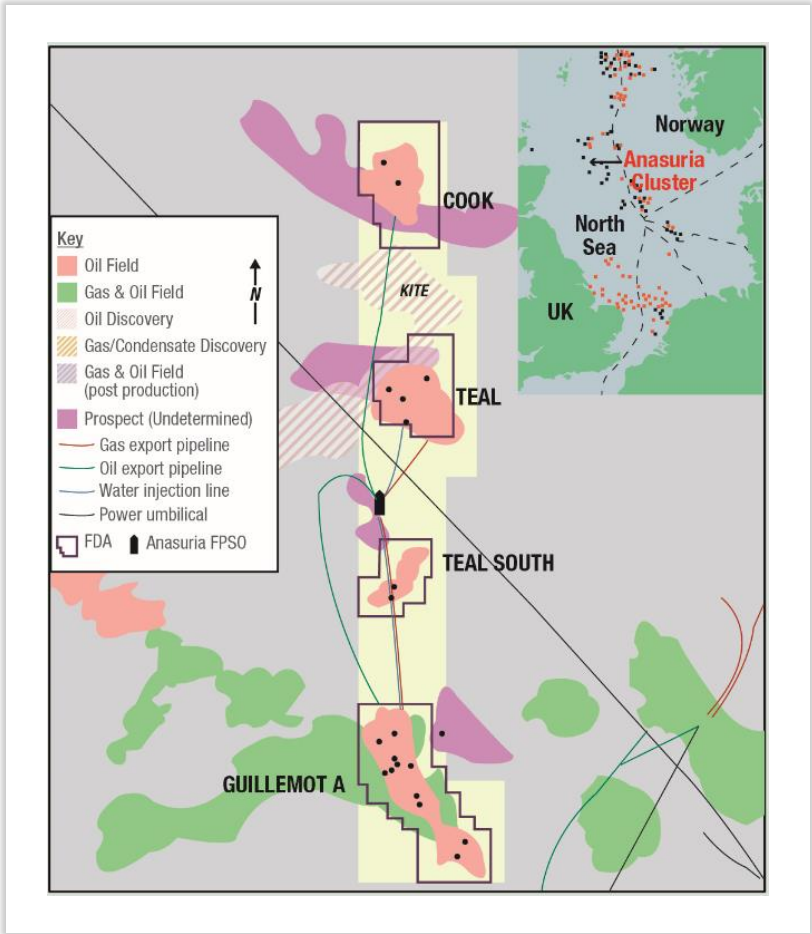 Norway
Anasuria
Cluster
North
Sea
UK
COOK
KITE
TEAL
TEAL SOUTH
GUILLEMOT A
Key
Oil Field
Gas & Oil Field
Oil Discovery
Gas/Condensate Discovery
Gas & Oil Field
(post production)
Prospect (Undetermined)
Gas export pipeline
Oil export pipeline
Water injection line
Power umbilical
FDA
Anasuria FPSO
N